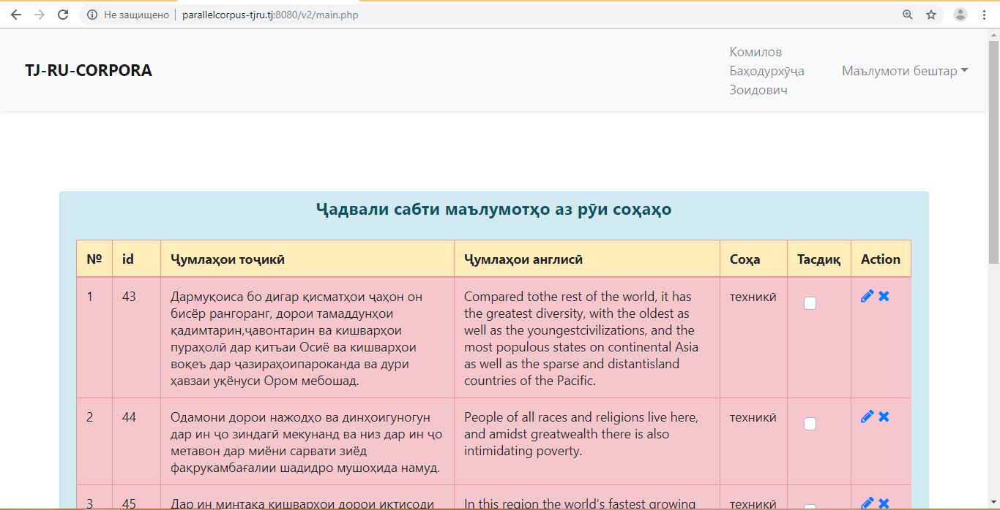 Не защищено
parallelcorpus-tjru.tj:8080/v2/main.php
TJ-RU-CORPORA
Комилов
Баҳодурхӯҷа
Зоидович
Маълумоти бештар
Ҷадвали сабти маълумотҳо аз рӯи соҳаҳо
№ id Ҷумлаҳои тоҷикӣ Ҷумлаҳои англисӣ Соҳа Тасдиқ Action
1 43 Дармуқоиса бо дигар қисматҳои ҷаҳон он
бисёр рангоранг, дорои тамаддунҳои
қадимтарин,ҷавонтарин ва кишварҳои
пураҳолӣ дар қитъаи Осиё ва кишварҳои
воқеъ дар ҷазираҳоипароканда ва дури
ҳавзаи уқёнуси Ором мебошад.
Compared tothe rest of the world, it has
the greatest diversity, with the oldest as
well as the youngestcivilizations, and the
most populous states on continental Asia
as well as the sparse and distantisland
countries of the Pacific.
техникӣ
2 44 Одамони дорои нажодҳо ва динҳоигуногун
дар ин ҷо зиндагӣ мекунанд ва низ дар ин ҷо
метавон дар миёни сарвати зиёд
фақрукамбағалии шадидро мушоҳида намуд.
People of all races and religions live here,
and amidst greatwealth there is also
intimidating poverty.
техникӣ
3 45 Дар ин минтақа кишварҳои дорои иқтисоди
In this region the world's fastest growing
техникӣ